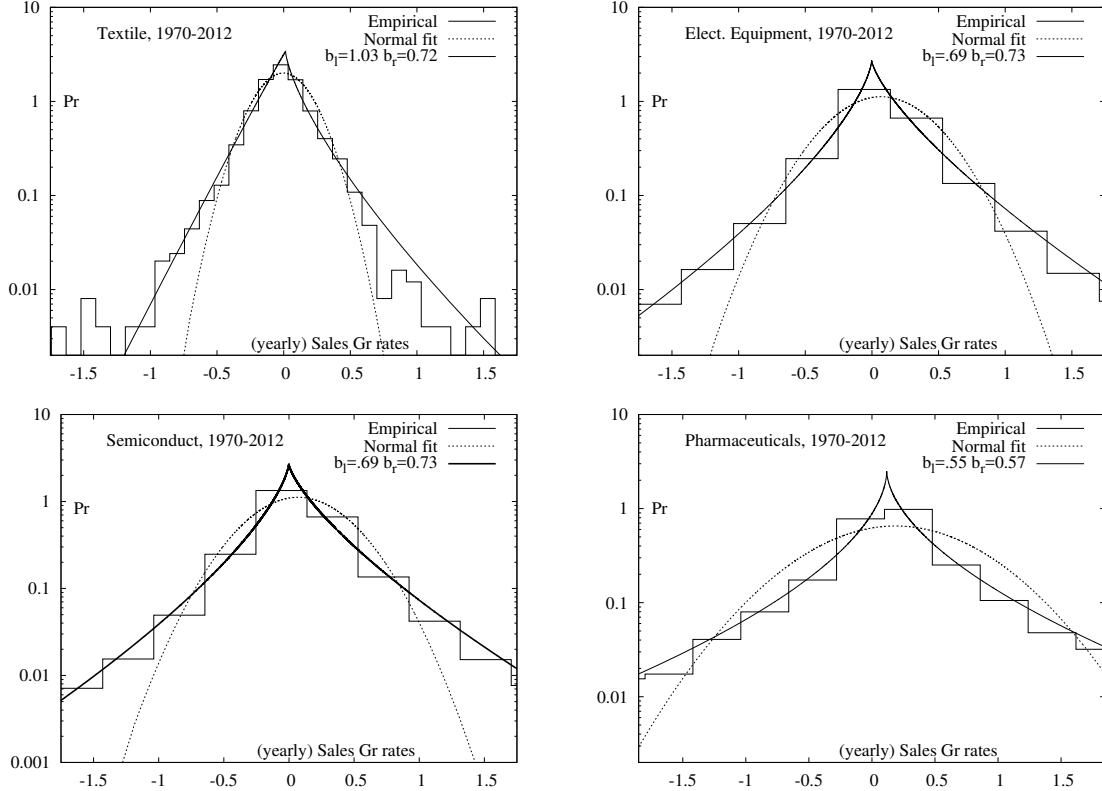 Textile, 1970-2012
Empirical
Normal fit
b_l=1.03 b_r=0.72
Pr
10
1
0.1
0.01
(yearly) Sales Gr rates
-1.5 -1 -0.5 0 0.5 1 1.5
Elect. Equipment, 1970-2012
Empirical
Normal fit
b_l=.69 b_r=0.73
Pr
10
1
0.1
0.01
(yearly) Sales Gr rates
-1.5 -1 -0.5 0 0.5 1 1.5
Semiconduct, 1970-2012
Empirical
Normal fit
b_l=.69 b_r=0.73
Pr
10
1
0.1
0.01
0.001
(yearly) Sales Gr rates
-1.5 -1 -0.5 0 0.5 1 1.5
Pharmaceuticals, 1970-2012
Empirical
Normal fit
b_l=.55 b_r=0.57
Pr
10
1
0.1
0.01
(yearly) Sales Gr rates
-1.5 -1 -0.5 0 0.5 1 1.5